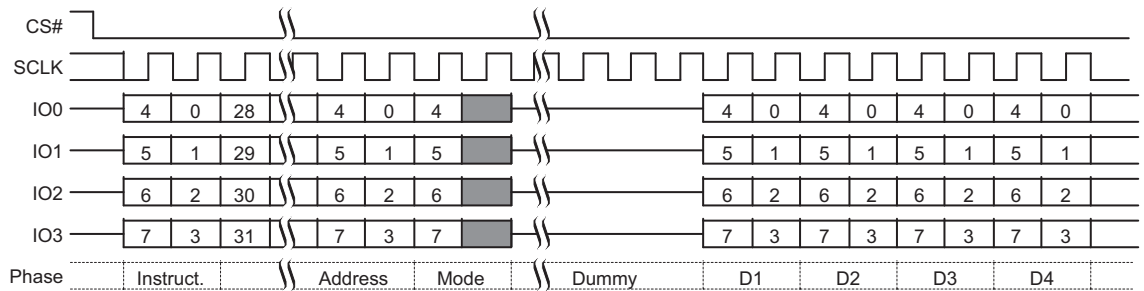 CS#
SCLK
IO0 4 0 28 4 0 4 4 0 4 0 4 0 4 0
IO1 5 1 29 5 1 5 5 1 5 1 5 1 5 1
IO2 6 2 30 6 2 6 6 2 6 2 6 2 6 2
IO3 7 3 31 7 3 7 7 3 7 3 7 3 7 3
Phase Instruct. Address Mode Dummy D1 D2 D3 D4